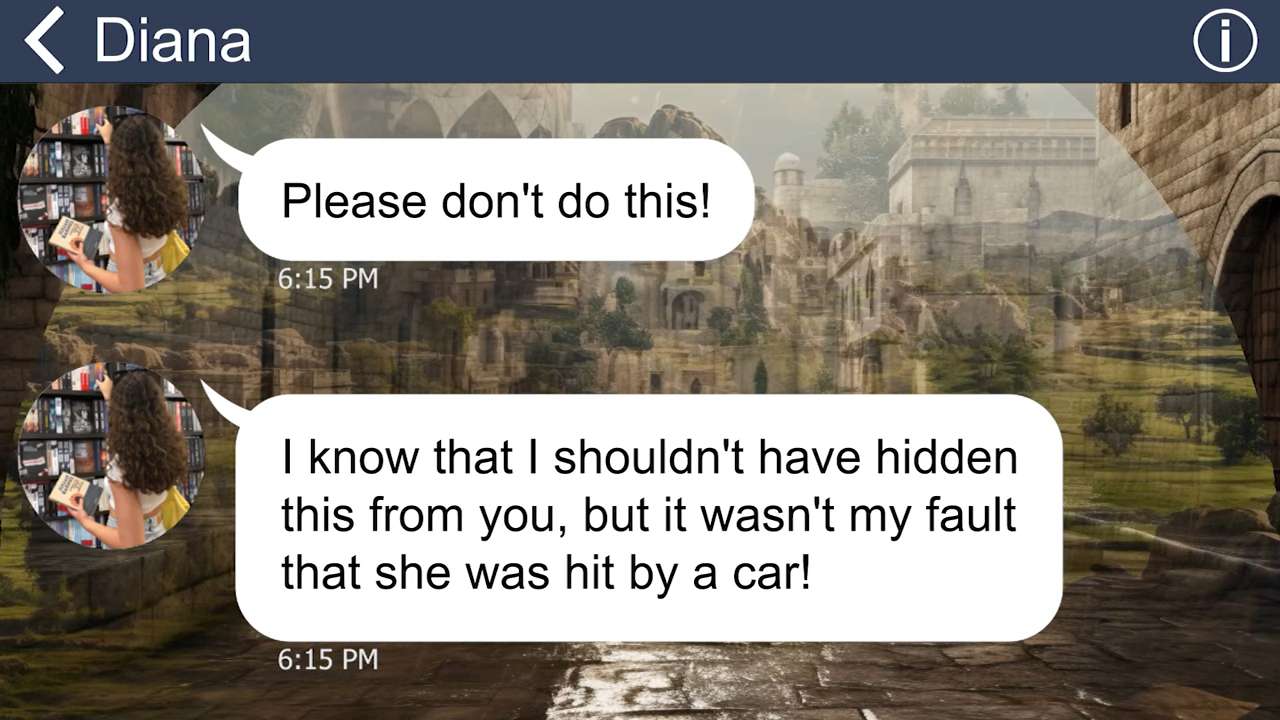 Diana
Please don't do this!
6:15 PM
I know that I shouldn't have hidden
this from you, but it wasn't my fault
that she was hit by a car!
6:15 PM